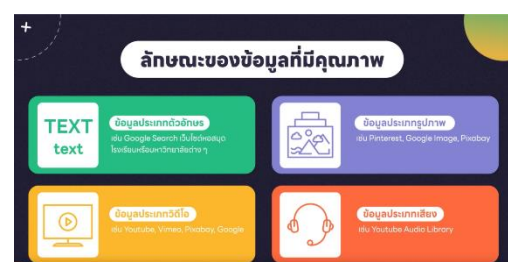 ลักษณะของข้อมูลที่มีคุณภาพ
TEXT
text
ข้อมูลประเภทตัวอักษร
เช่น Google Search เว็บไซต์หอสมุด
โรงเรียนหรือมหาวิทยาลัยต่าง ๆ
ข้อมูลประเภทรูปภาพ
เช่น Pinterest, Google Image, Pixabay
ข้อมูลประเภทวิดีโอ
เช่น Youtube, Vimeo, Pixabay, Google
ข้อมูลประเภทเสียง
เช่น Youtube Audio Library